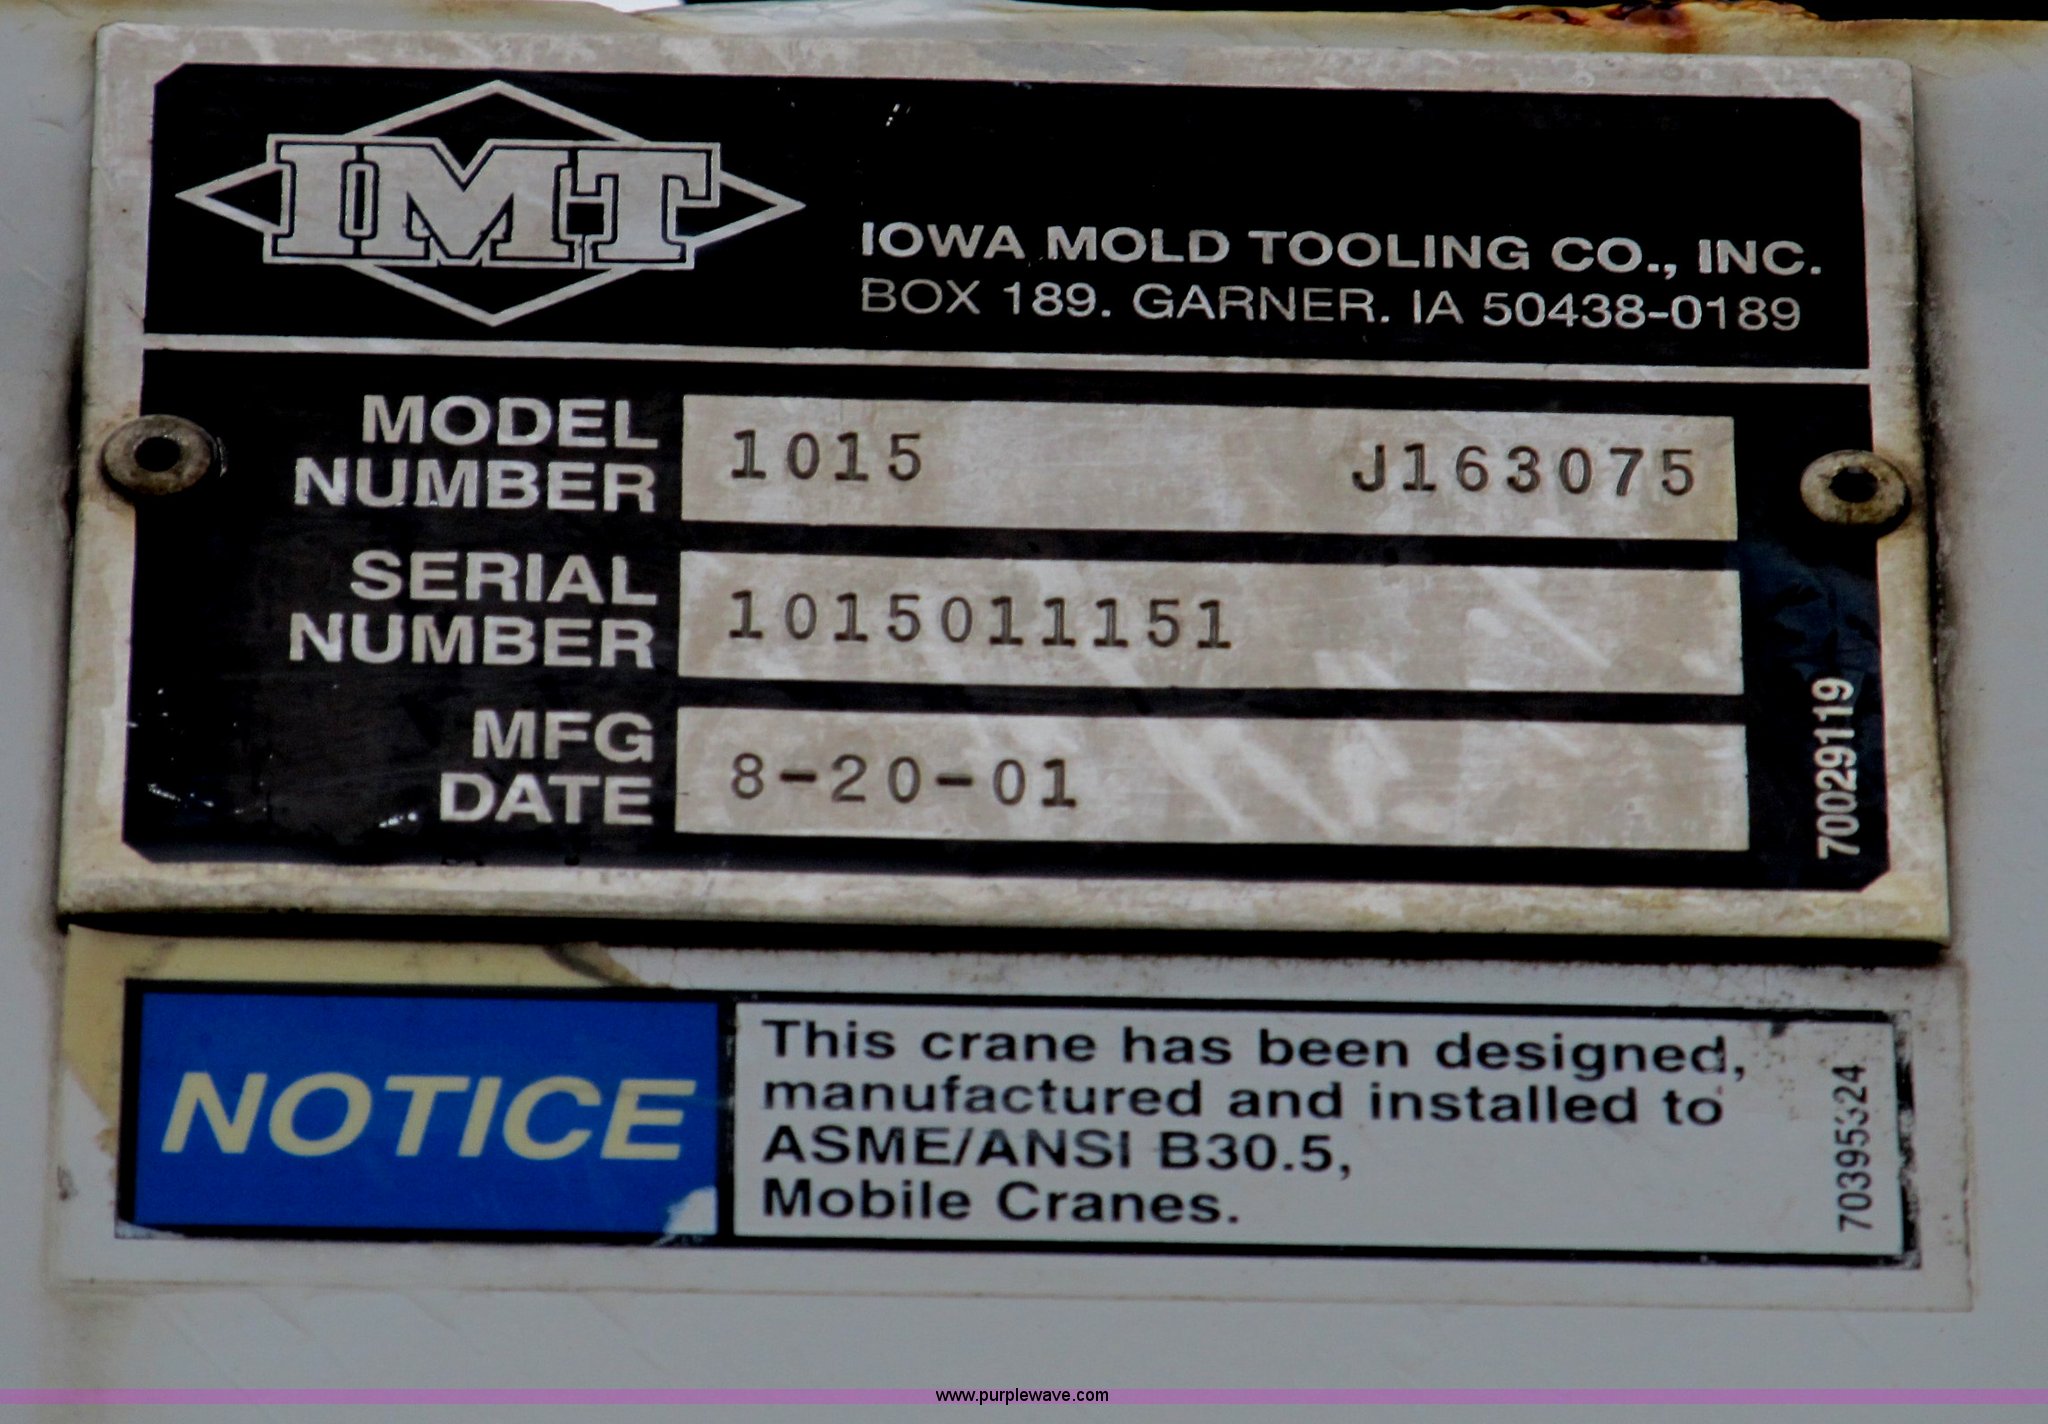 IMT
IOWA MOLD TOOLING CO., INC.
BOX 189. GARNER. IA 50438-0189
MODEL
NUMBER
1015 J163075
SERIAL
NUMBER
1015011151
MFG
DATE
8-20-01
70029119
NOTICE
This crane has been designed,
manufactured and installed to
ASME/ANSI B30.5,
Mobile Cranes.
70395324
www.purplewave.com